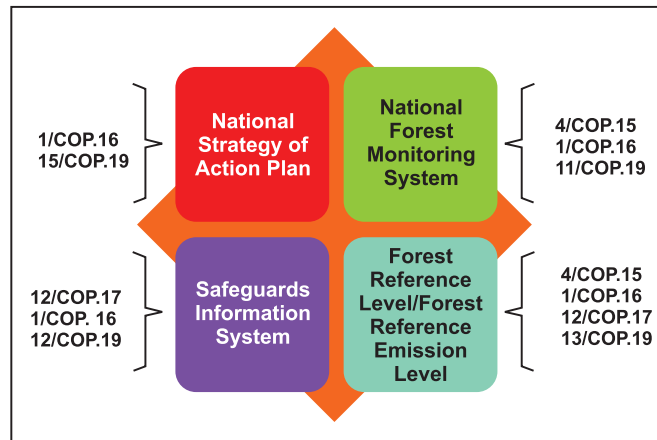 1/COP.16
15/COP.19
National
Strategy of
Action Plan
National
Forest
Monitoring
System
4/COP.15
1/COP.16
11/COP.19
12/COP.17
1/COP. 16
12/COP.19
Safeguards
Information
System
Forest
Reference
Level/Forest
Reference
Emission
Level
4/COP.15
1/COP.16
12/COP.17
13/COP.19